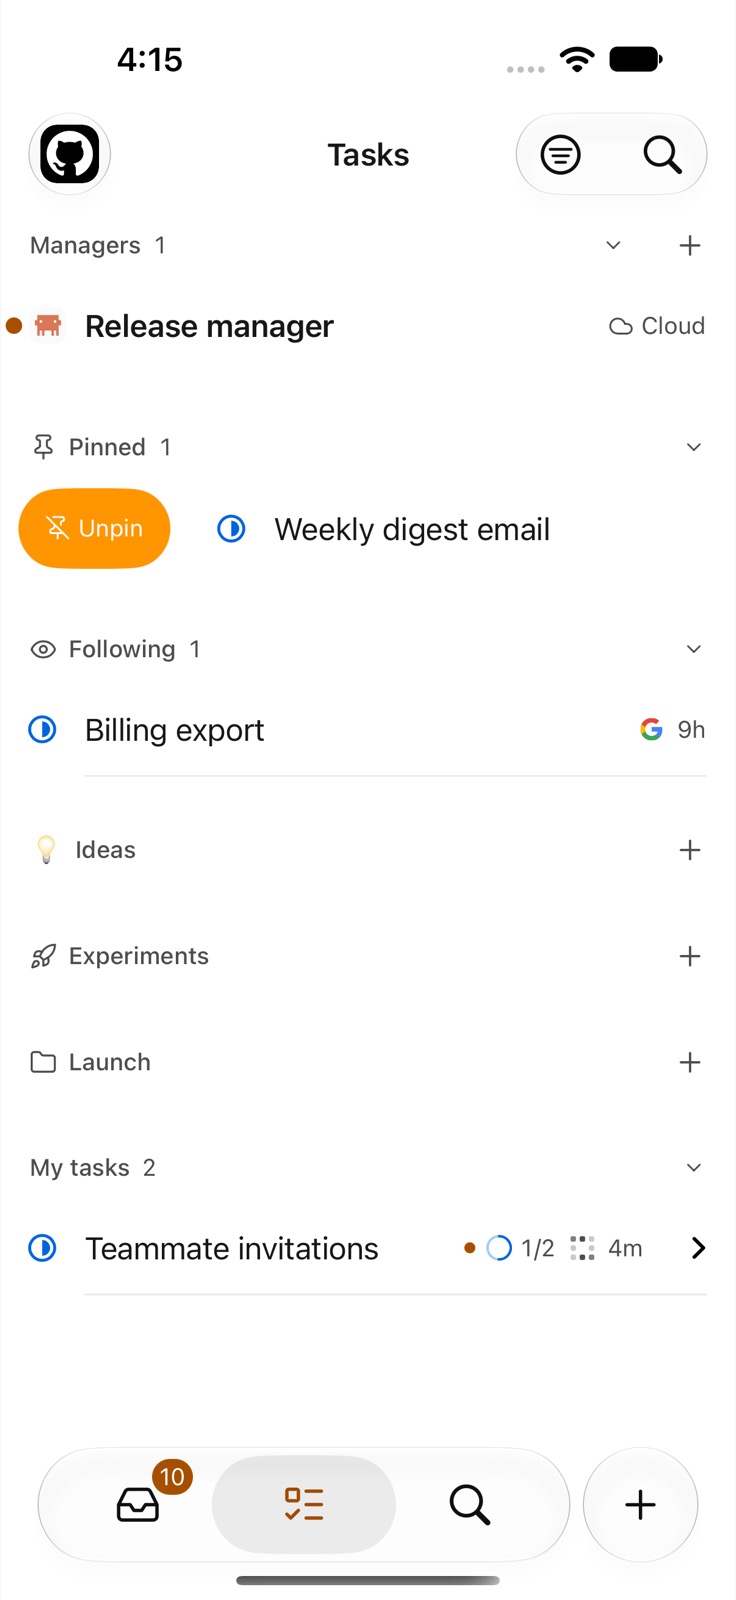 4:15
Tasks
Managers 1
Release manager Cloud
Pinned 1
Unpin Weekly digest email
Following 1
Billing export 9h
Ideas
Experiments
Launch
My tasks 2
Teammate invitations 1/2 4m
10